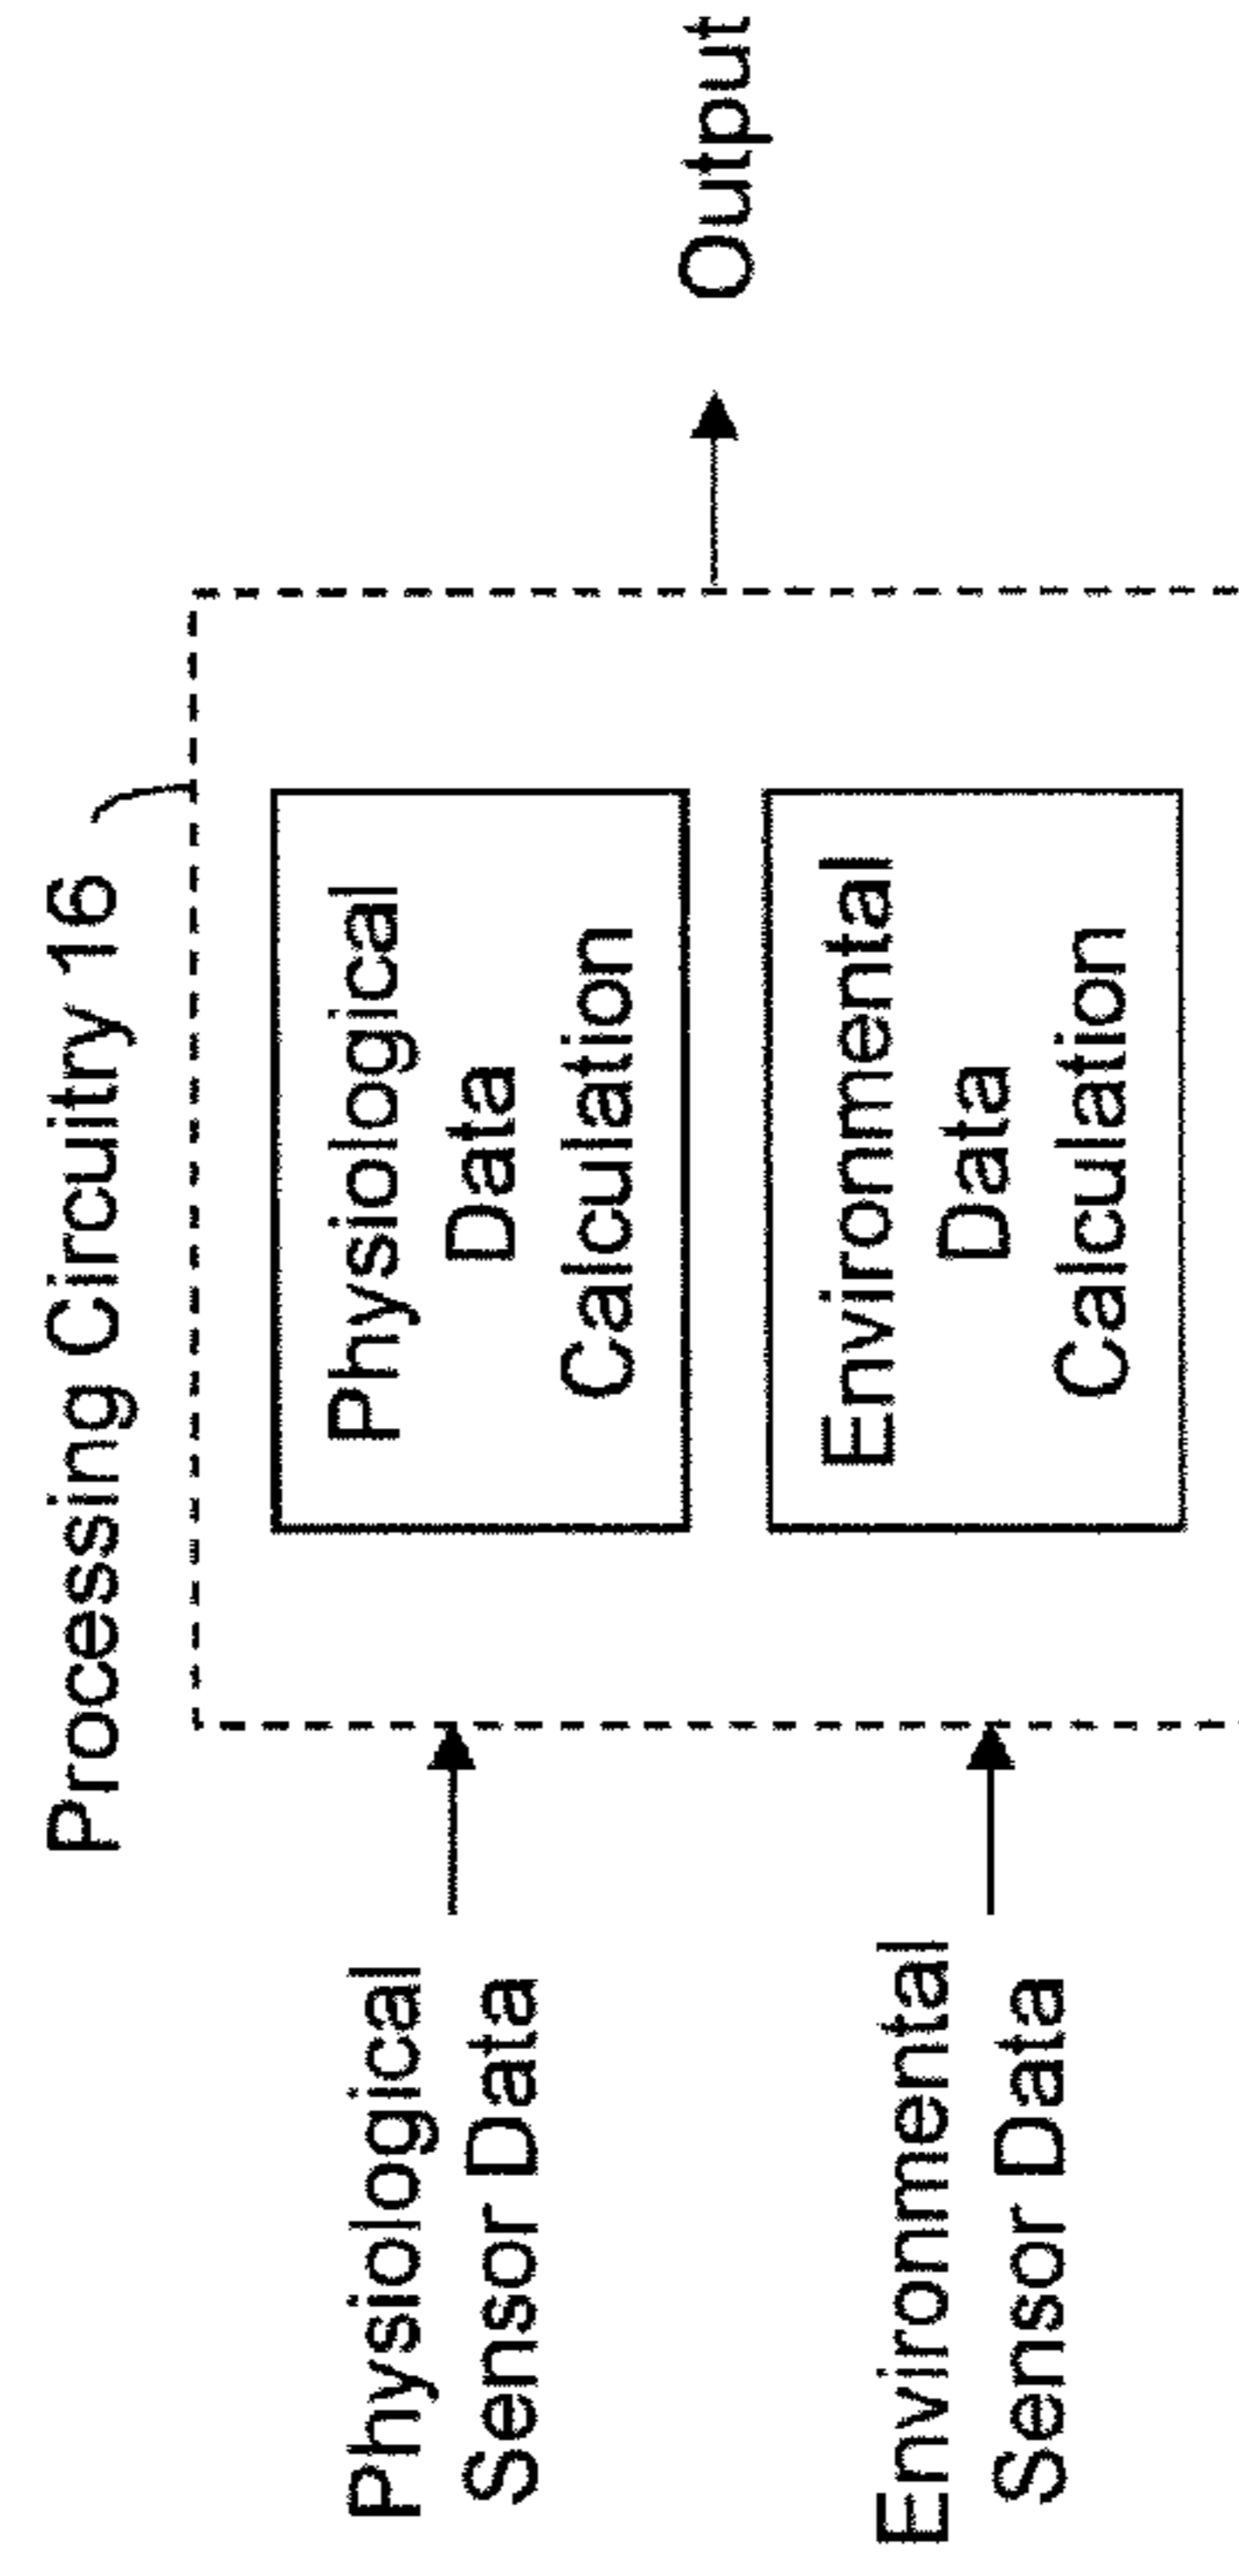 Processing Circuitry 16
Physiological
Sensor Data
Environmental
Sensor Data
Physiological
Data
Calculation
Environmental
Data
Calculation
Output